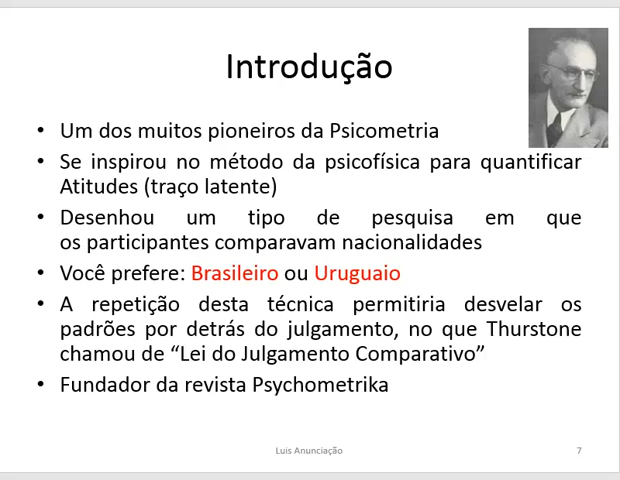 Introdução
• Um dos muitos pioneiros da Psicometria
• Se inspirou no método da psicofísica para quantificar
Atitudes (traço latente)
• Desenhou um tipo de pesquisa em que
os participantes comparavam nacionalidades
• Você prefere: Brasileiro ou Uruguaio
• A repetição desta técnica permitiria desvelar os
padrões por detrás do julgamento, no que Thurstone
chamou de “Lei do Julgamento Comparativo”
• Fundador da revista Psychometrika
Luis Anunciação
7